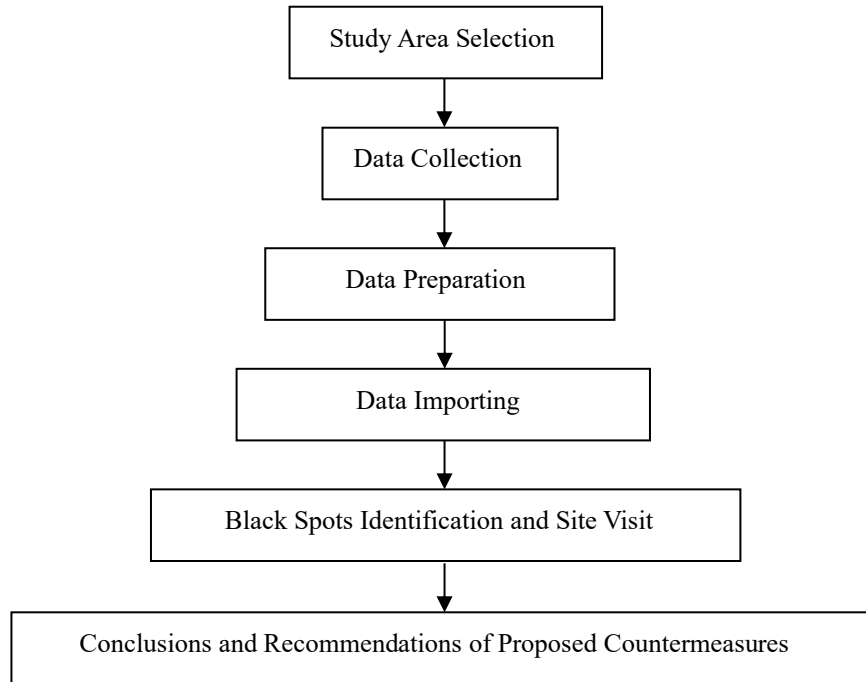 Study Area Selection
Data Collection
Data Preparation
Data Importing
Black Spots Identification and Site Visit
Conclusions and Recommendations of Proposed Countermeasures